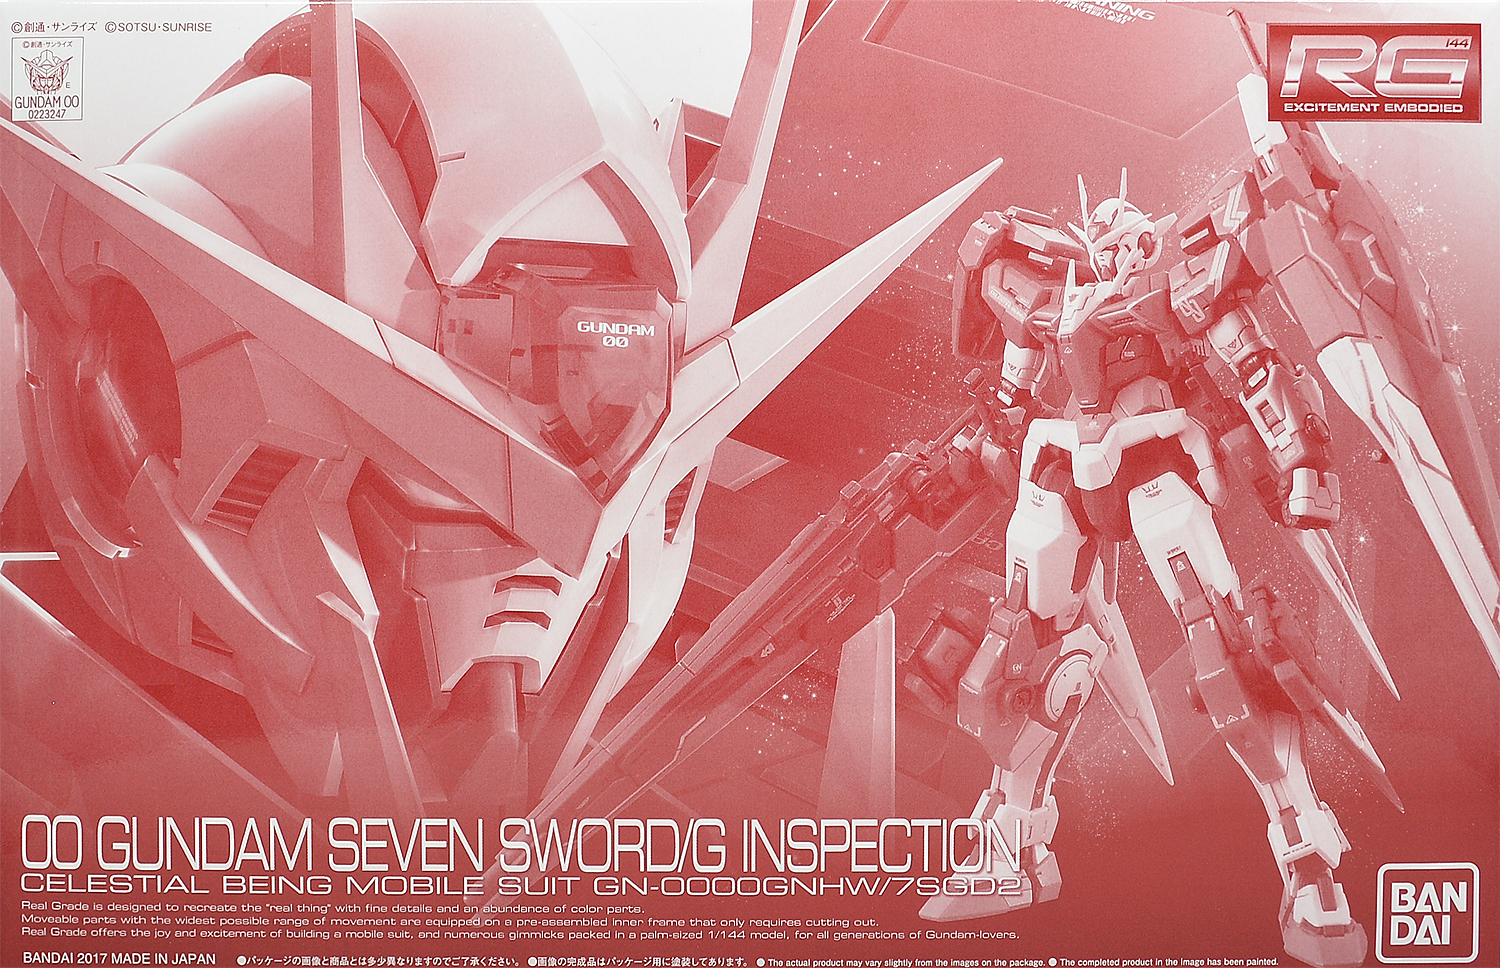 ©創通・サンライズ ©SOTSU・SUNRISE
©創通・サンライズ
E
GUNDAM 00
0223247
NING
144
RG
EXCITEMENT EMBODIED
GUNDAM
00
00 GUNDAM SEVEN SWORD/G INSPECTION
CELESTIAL BEING MOBILE SUIT GN-0000GNHW/7SGD2
Real Grade is designed to recreate the "real thing" with fine details and an abundance of color parts.
Moveable parts with the widest possible range of movement are equipped on a pre-assembled inner frame that only requires cutting out.
Real Grade offers the joy and excitement of building a mobile suit, and numerous gimmicks packed in a palm-sized 1/144 model, for all generations of Gundam-lovers.
BANDAI 2017 MADE IN JAPAN ●パッケージの画像と商品とは多少異なりますのでご了承ください。 ●画像の完成品はパッケージ用に塗装してあります。 ● The actual product may vary slightly from the images on the package. ● The completed product in the image has been painted.
BAN
DAI